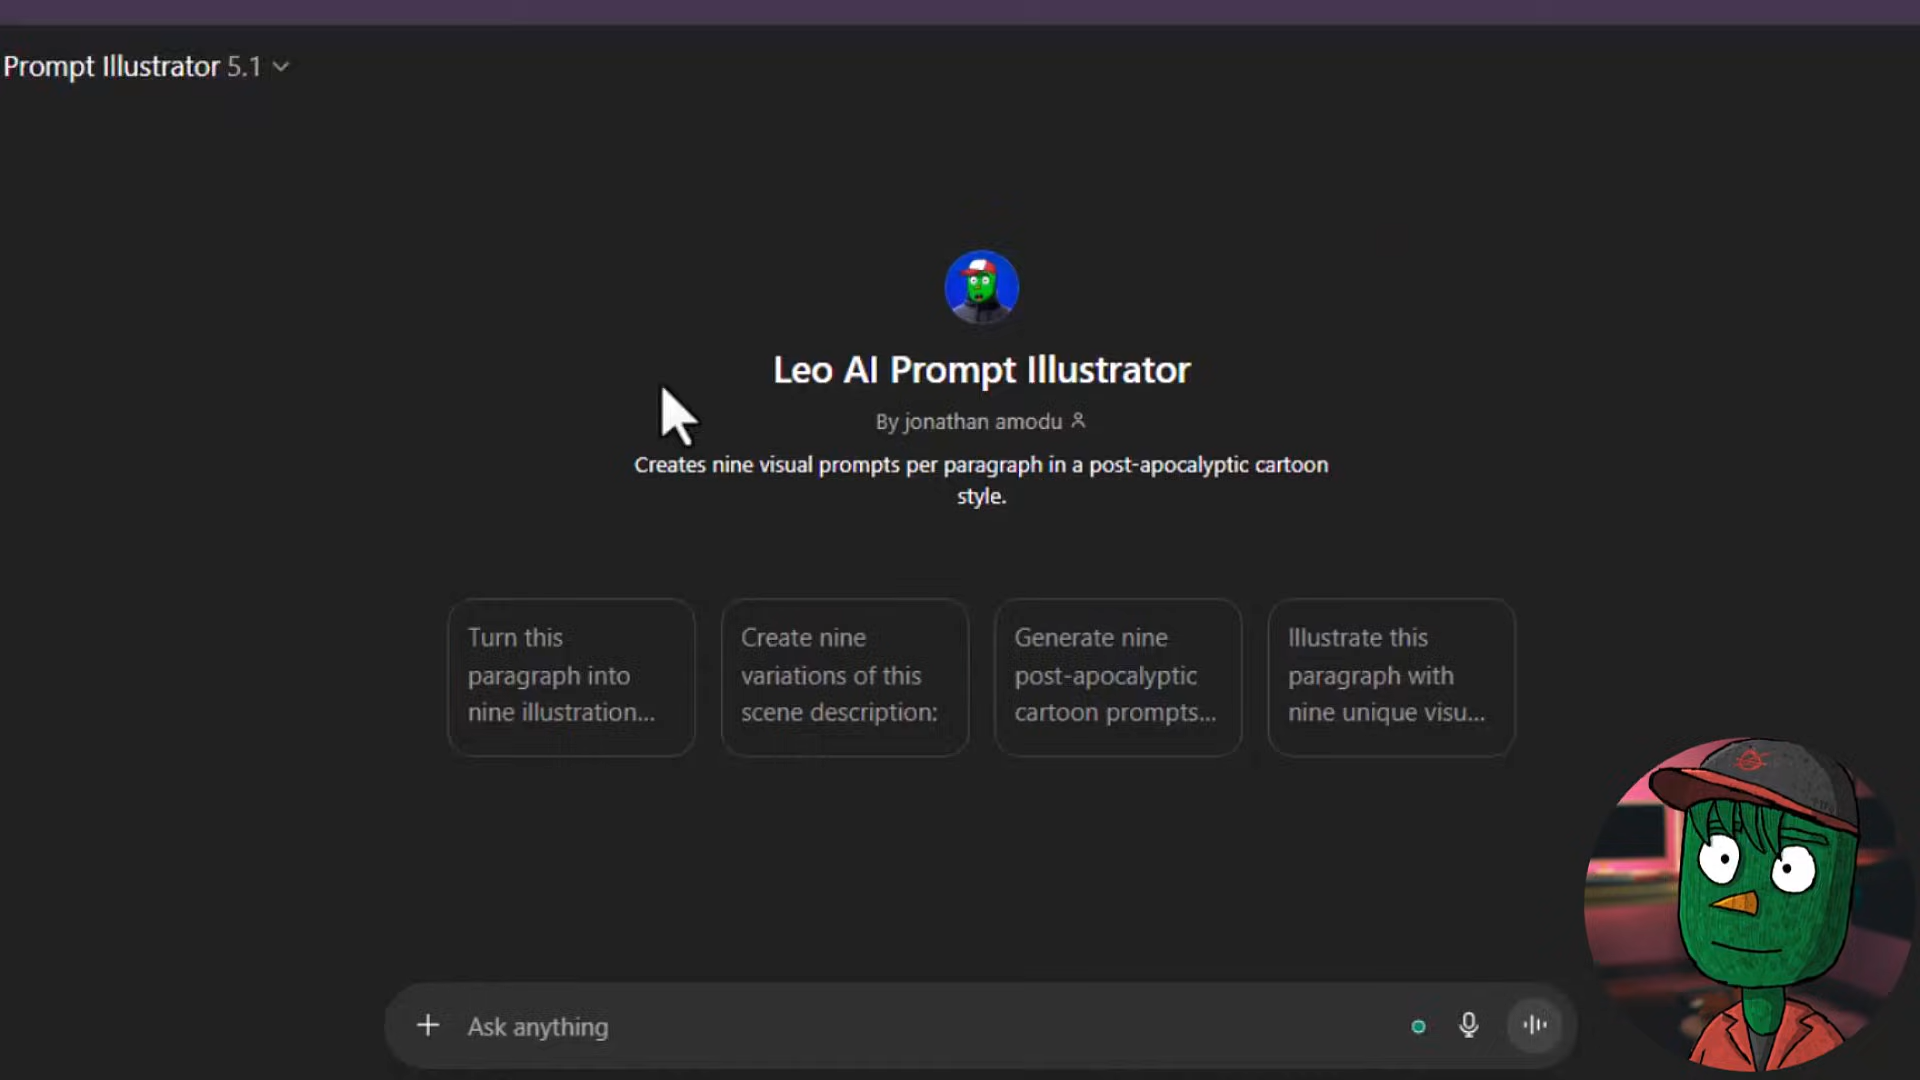 Prompt Illustrator 5.1
Leo AI Prompt Illustrator
By jonathan amodu
Creates nine visual prompts per paragraph in a post-apocalyptic cartoon
style.
Turn this
paragraph into
nine illustration...
Create nine
variations of this
scene description:
Generate nine
post-apocalyptic
cartoon prompts...
Illustrate this
paragraph with
nine unique visu...
Ask anything